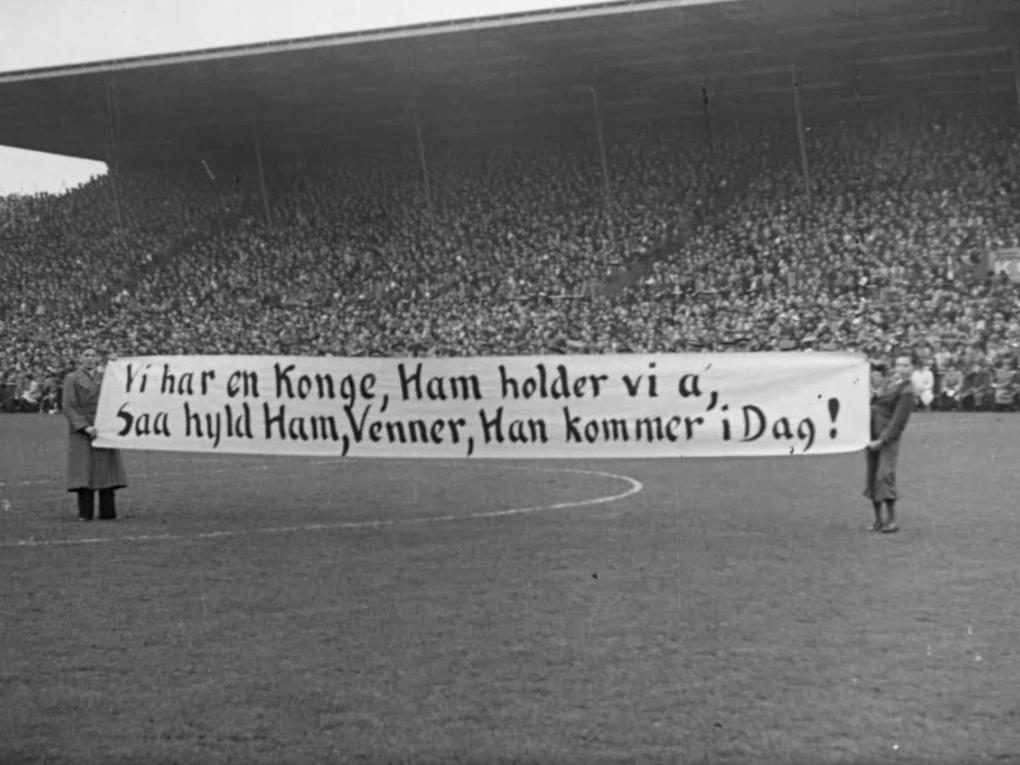 Vi har en Konge, Ham holder vi a',
Saa hyld Ham, Venner, Han kommer i Dag!